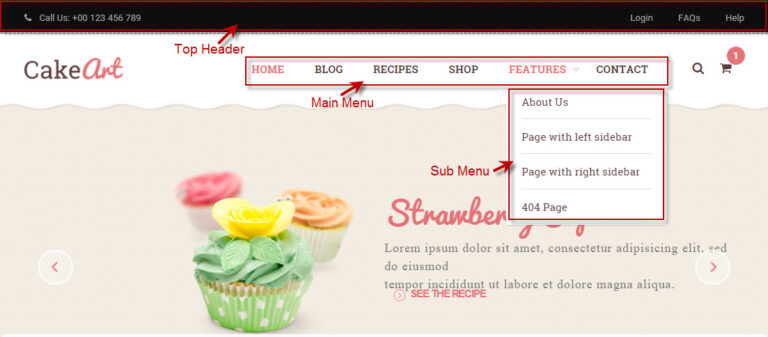 Call Us: +00 123 456 789
Login
FAQs
Help
Top Header
CakeArt
HOME
BLOG
RECIPES
SHOP
FEATURES
CONTACT
1
Main Menu
About Us
Page with left sidebar
Sub Menu
Page with right sidebar
404 Page
Strawberry
Lorem ipsum dolor sit amet, consectetur adipisicing elit, sed
do eiusmod
tempor incididunt ut labore et dolore magna aliqua.
SEE THE RECIPE